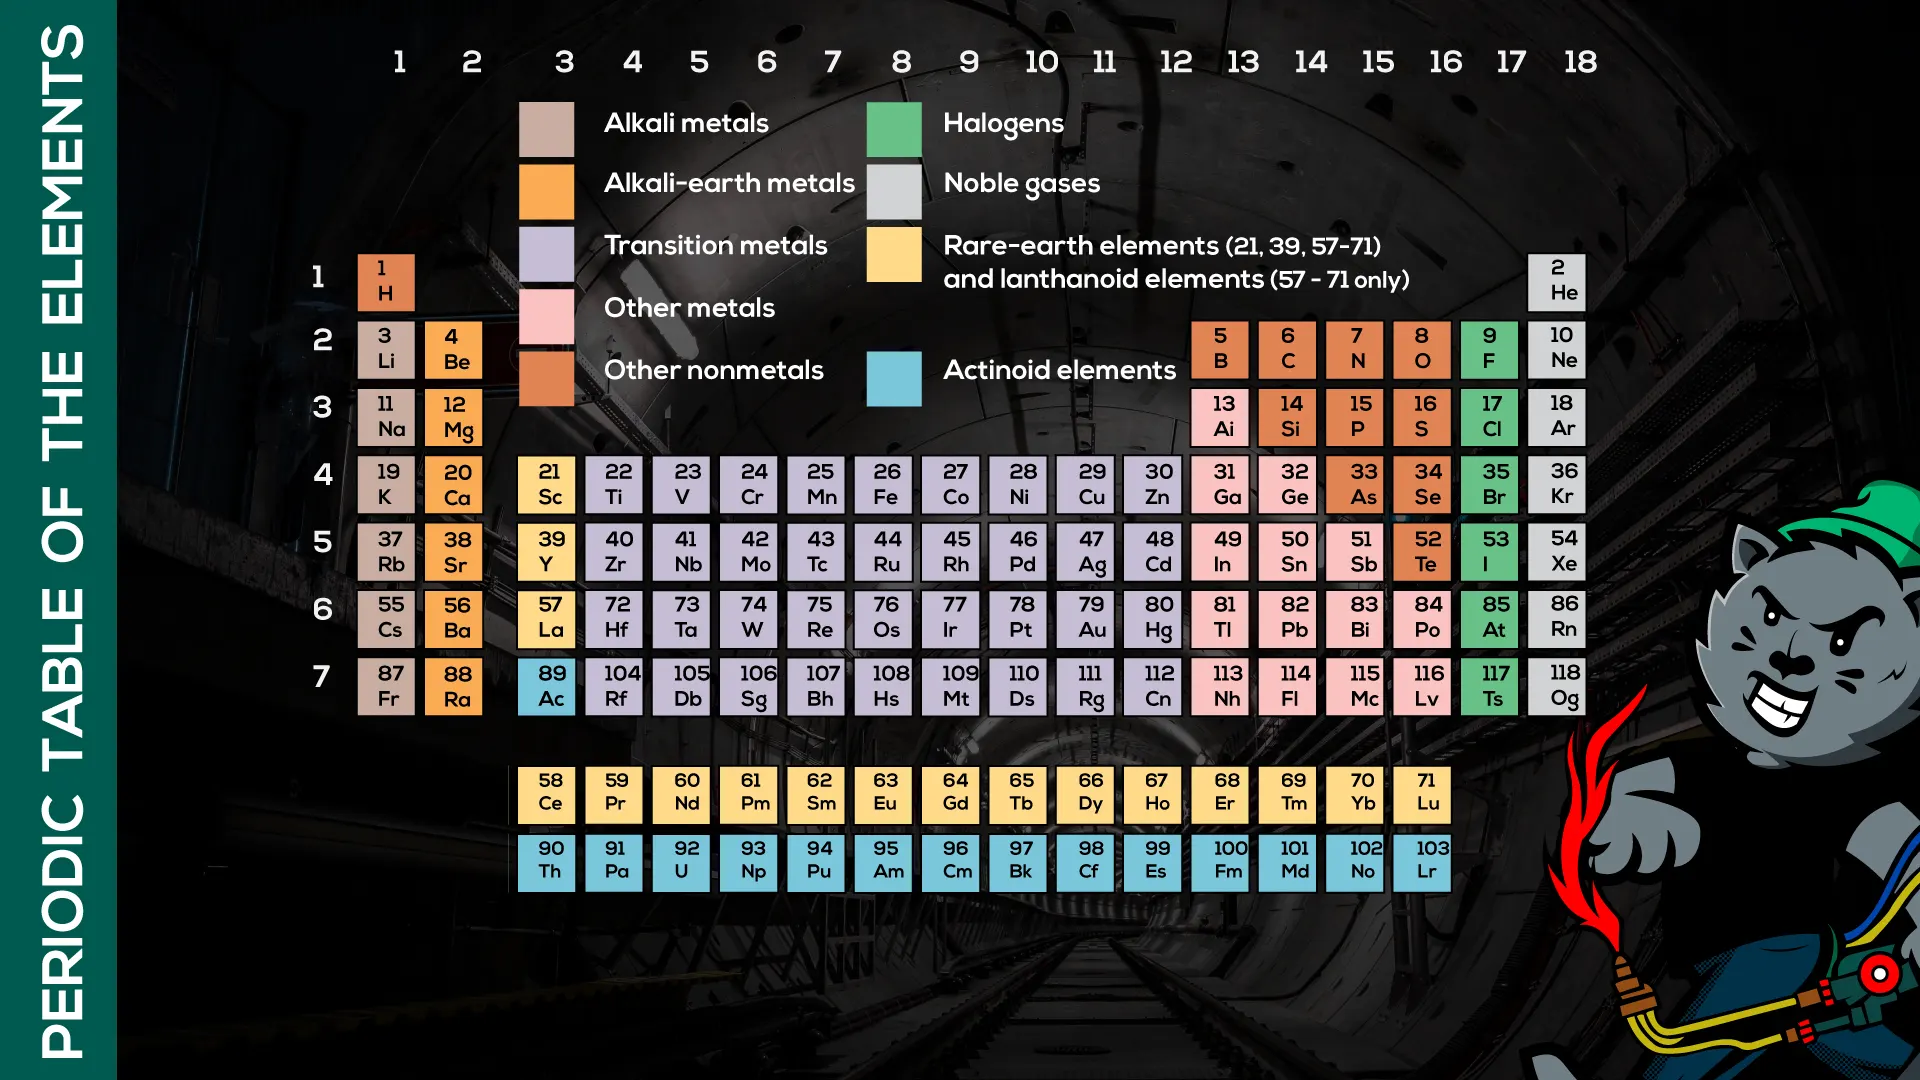 PERIODIC TABLE OF THE ELEMENTS
1 2 3 4 5 6 7 8 9 10 11 12 13 14 15 16 17 18
Alkali metals
Halogens
Alkali-earth metals
Noble gases
Transition metals
Rare-earth elements (21, 39, 57-71)
and lanthanoid elements (57 - 71 only)
Other metals
Other nonmetals
Actinoid elements
1
1 2
H He
2
3 4 5 6 7 8 9 10
Li Be B C N O F Ne
3
11 12 13 14 15 16 17 18
Na Mg Ai Si P S Cl Ar
4
19 20 21 22 23 24 25 26 27 28 29 30 31 32 33 34 35 36
K Ca Sc Ti V Cr Mn Fe Co Ni Cu Zn Ga Ge As Se Br Kr
5
37 38 39 40 41 42 43 44 45 46 47 48 49 50 51 52 53 54
Rb Sr Y Zr Nb Mo Tc Ru Rh Pd Ag Cd In Sn Sb Te I Xe
6
55 56 57 72 73 74 75 76 77 78 79 80 81 82 83 84 85 86
Cs Ba La Hf Ta W Re Os Ir Pt Au Hg Tl Pb Bi Po At Rn
7
87 88 89 104 105 106 107 108 109 110 111 112 113 114 115 116 117 118
Fr Ra Ac Rf Db Sg Bh Hs Mt Ds Rg Cn Nh Fl Mc Lv Ts Og
58 59 60 61 62 63 64 65 66 67 68 69 70 71
Ce Pr Nd Pm Sm Eu Gd Tb Dy Ho Er Tm Yb Lu
90 91 92 93 94 95 96 97 98 99 100 101 102 103
Th Pa U Np Pu Am Cm Bk Cf Es Fm Md No Lr